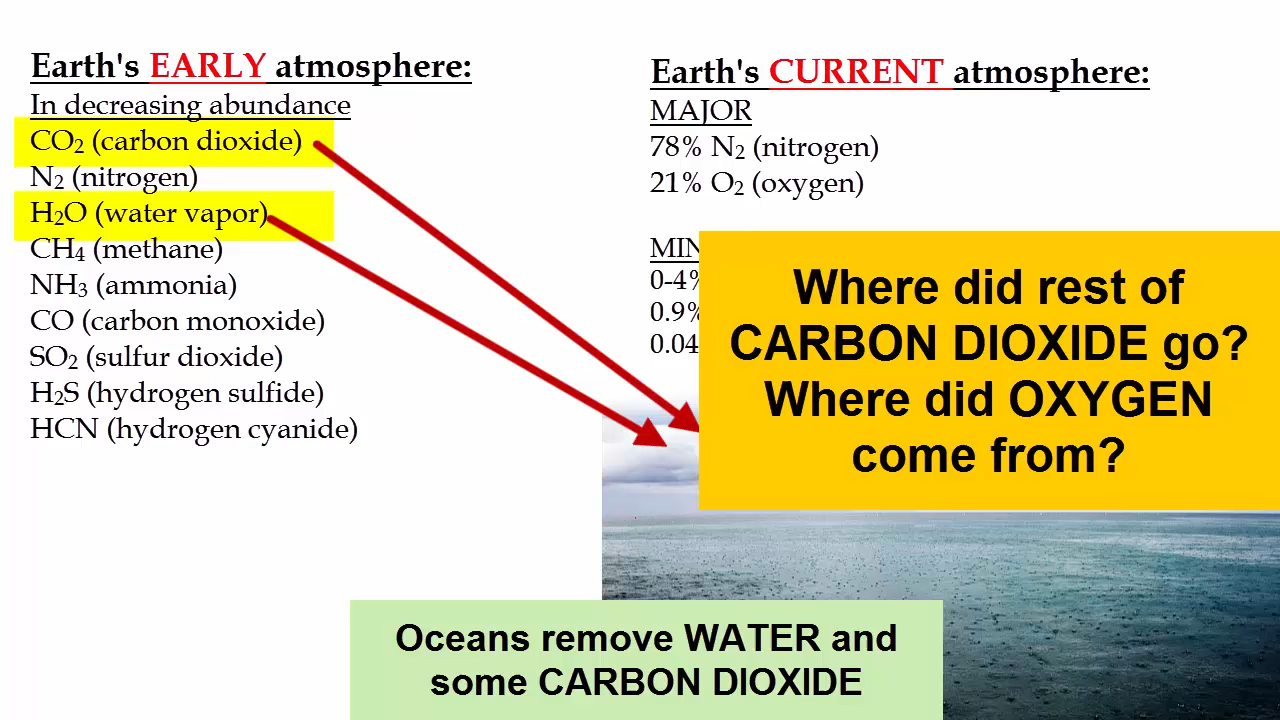 Earth's EARLY atmosphere:
In decreasing abundance
CO₂ (carbon dioxide)
N₂ (nitrogen)
H₂O (water vapor)
CH₄ (methane)
NH₃ (ammonia)
CO (carbon monoxide)
SO₂ (sulfur dioxide)
H₂S (hydrogen sulfide)
HCN (hydrogen cyanide)
Earth's CURRENT atmosphere:
MAJOR
78% N₂ (nitrogen)
21% O₂ (oxygen)
0-4%
Where did rest of
CARBON DIOXIDE go?
Where did OXYGEN
come from?
Oceans remove WATER and
some CARBON DIOXIDE